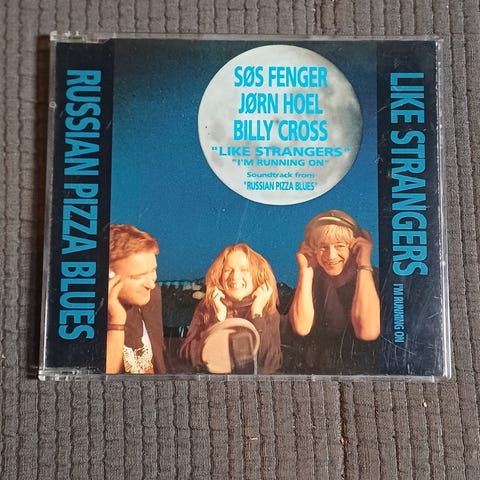 RUSSIAN PIZZA BLUES
SØS FENGER
JØRN HOEL
BILLY CROSS
"LIKE STRANGERS"
"I'M RUNNING ON"
Soundtrack from
"RUSSIAN PIZZA BLUES"
LIKE STRANGERS
I'M RUNNING ON